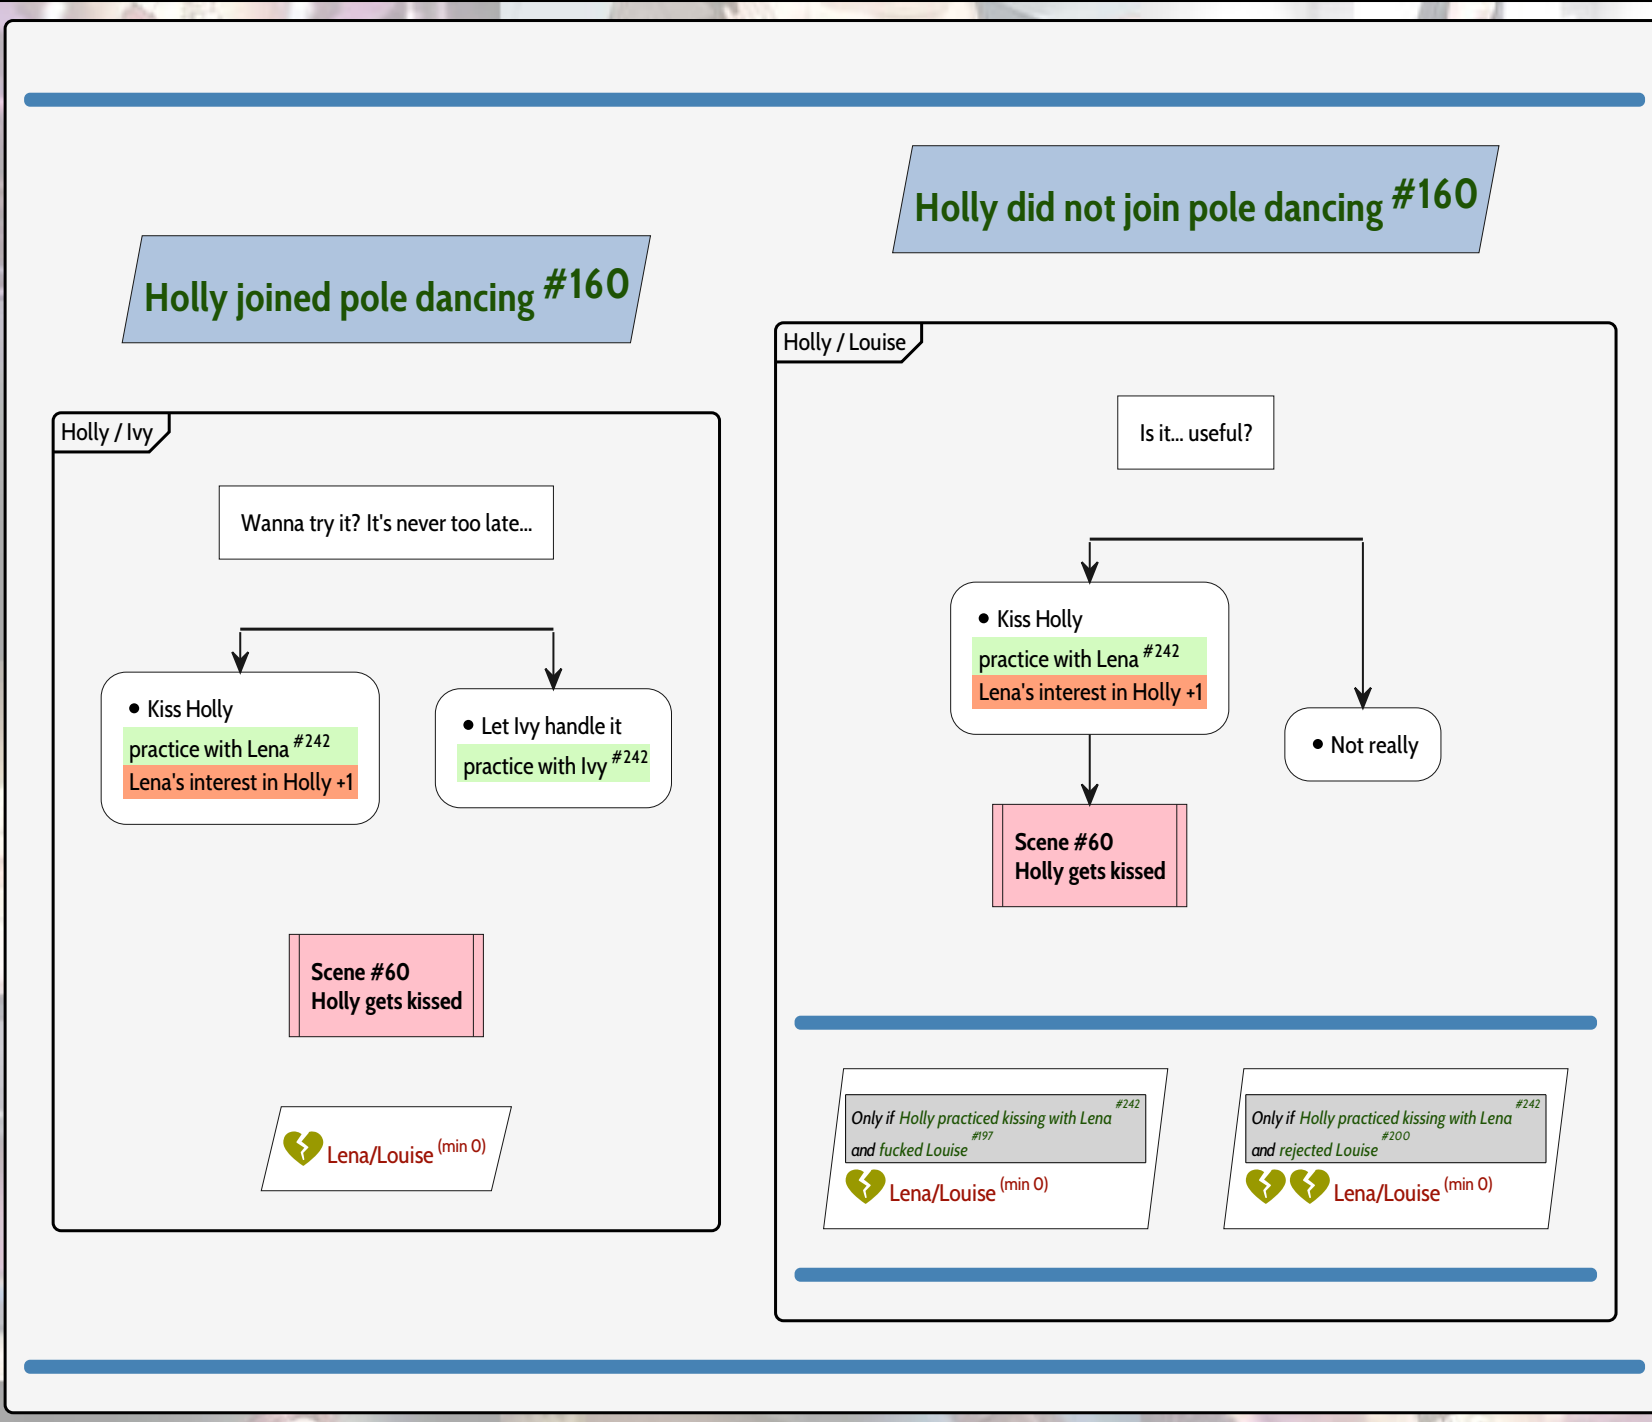 Holly joined pole dancing #160
Holly / Ivy
Wanna try it? It's never too late...
• Kiss Holly
practice with Lena #242
Lena's interest in Holly +1
• Let Ivy handle it
practice with Ivy #242
Scene #60
Holly gets kissed
Lena/Louise (min 0)
Holly did not join pole dancing #160
Holly / Louise
Is it... useful?
• Kiss Holly
practice with Lena #242
Lena's interest in Holly +1
• Not really
Scene #60
Holly gets kissed
Only if Holly practiced kissing with Lena #242
and fucked Louise #197
Lena/Louise (min 0)
Only if Holly practiced kissing with Lena #242
and rejected Louise #200
Lena/Louise (min 0)